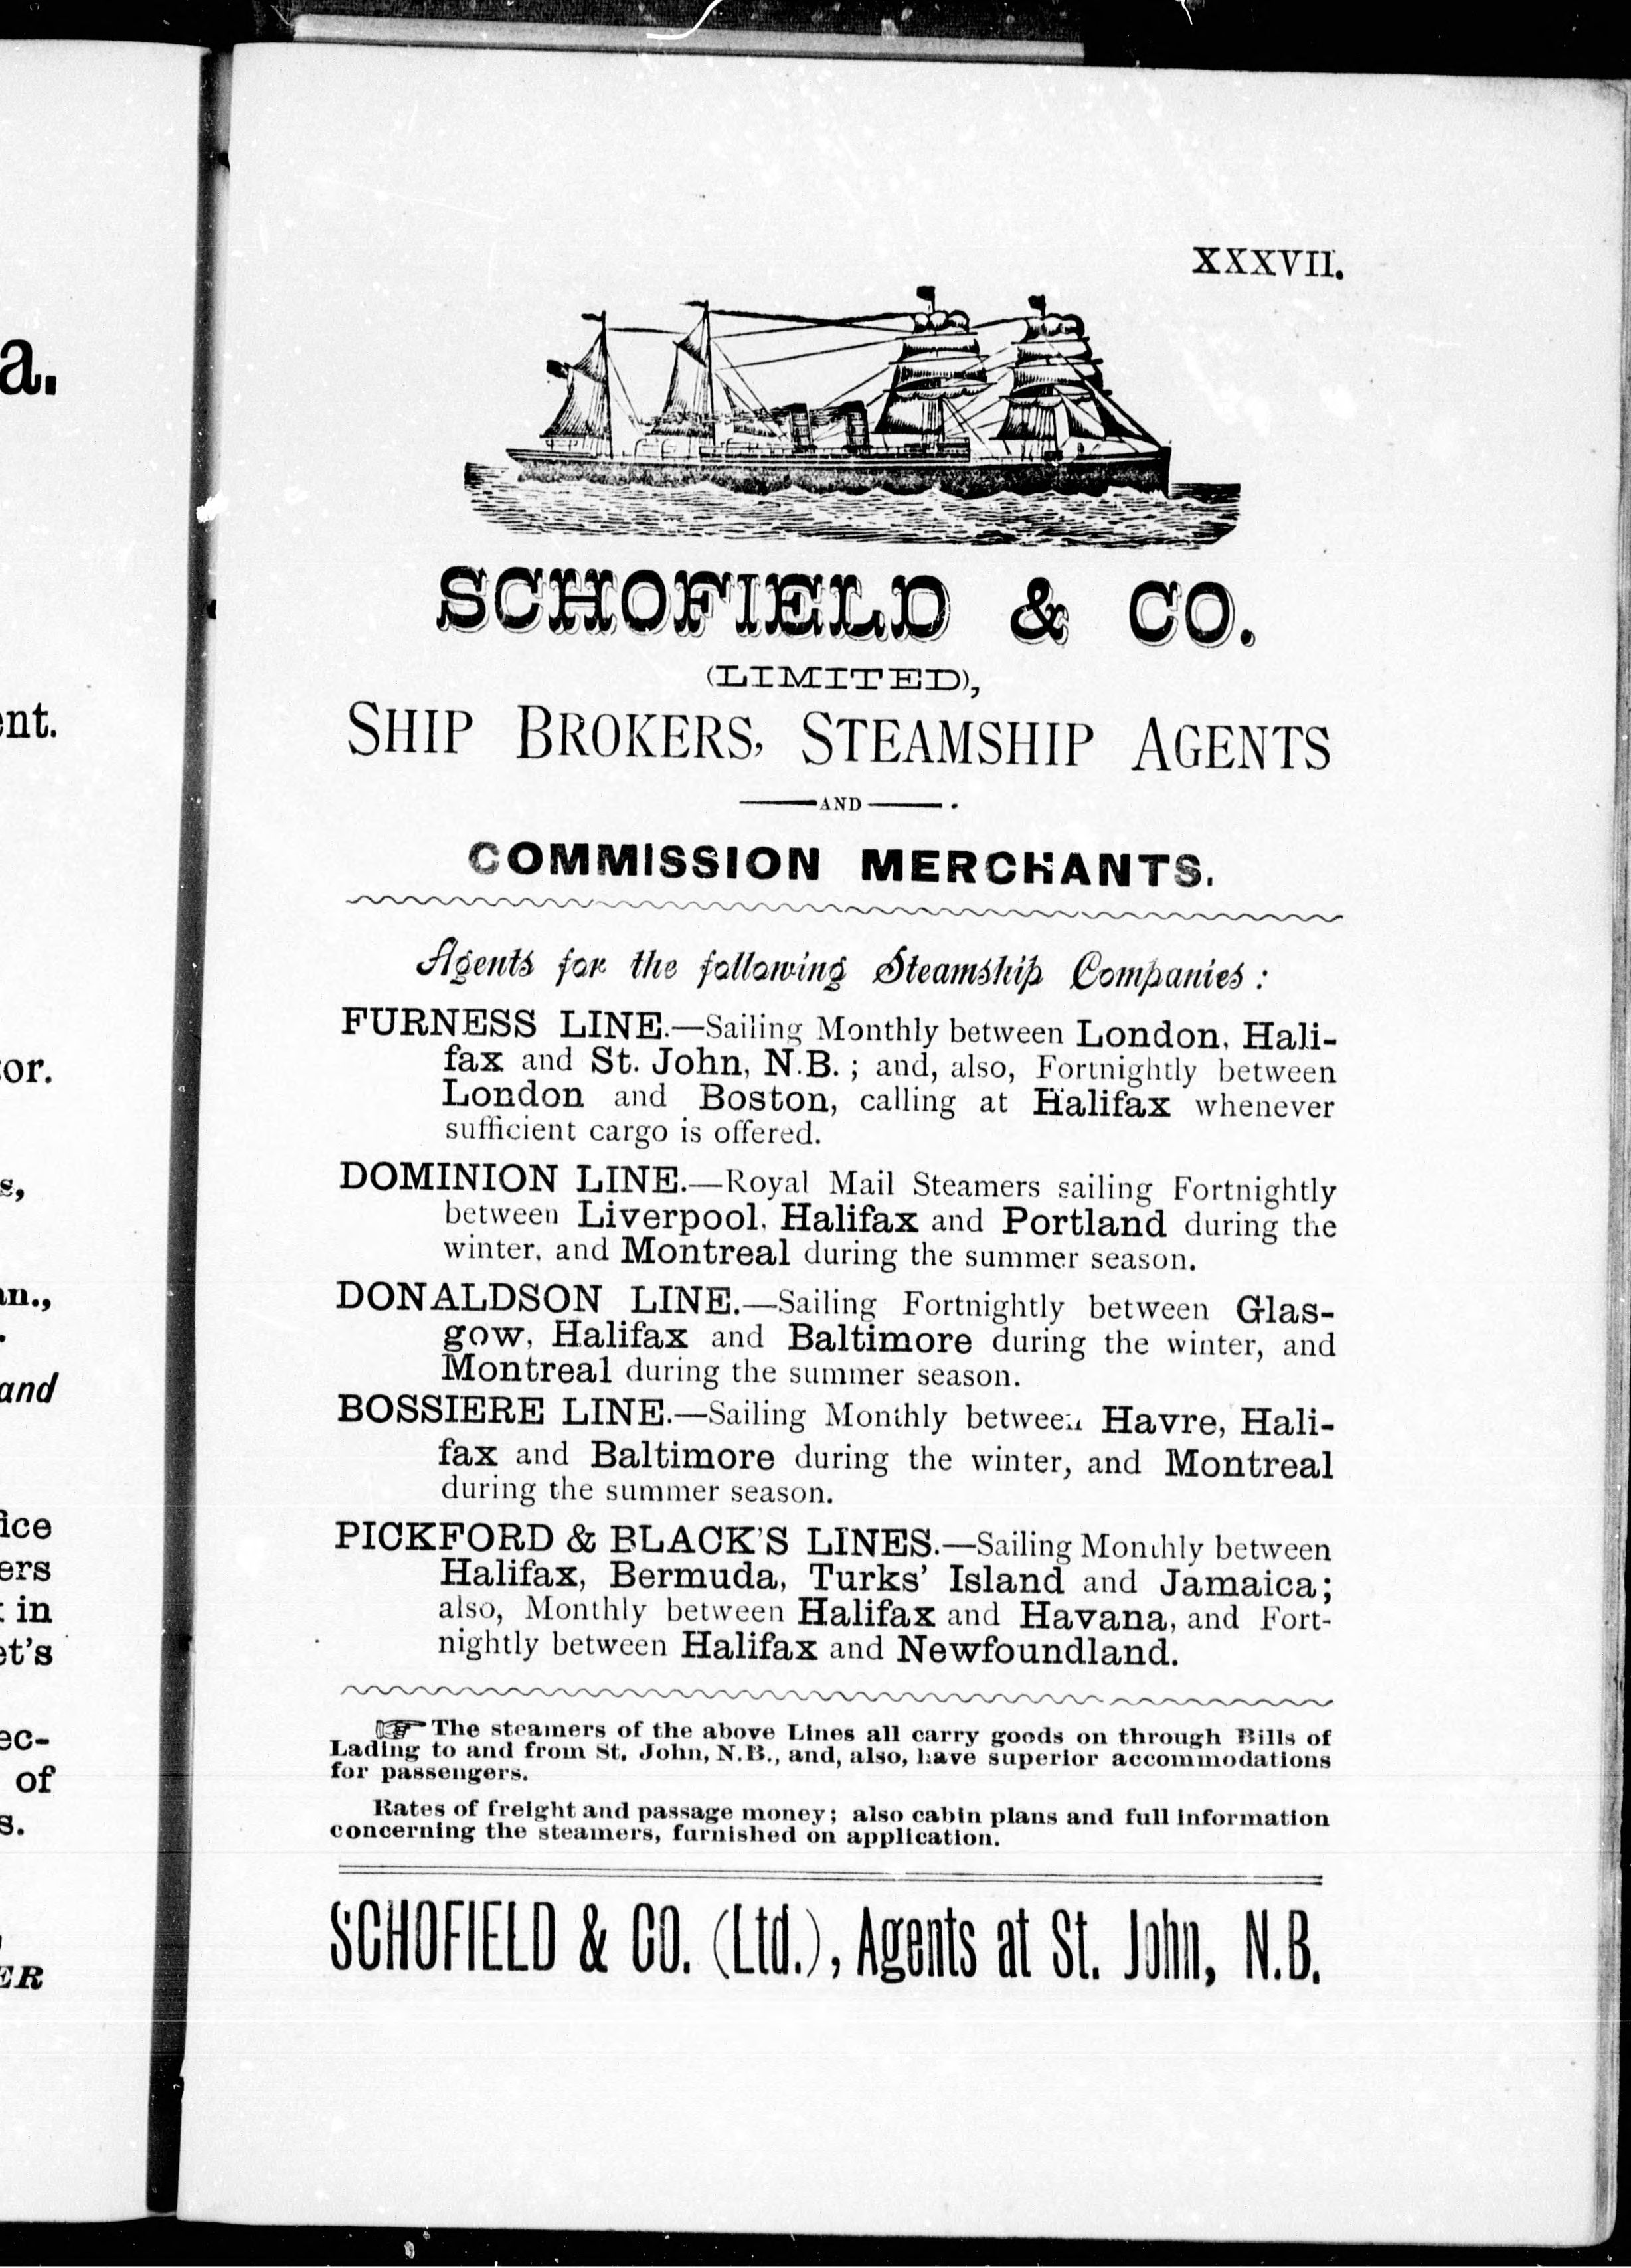 XXXVII.
SCHOFIELD & CO.
(LIMITED),
SHIP BROKERS, STEAMSHIP AGENTS
AND
COMMISSION MERCHANTS.
Agents for the following Steamship Companies:
FURNESS LINE.—Sailing Monthly between London, Hali-
fax and St. John, N.B.; and, also, Fortnightly between
London and Boston, calling at Halifax whenever
sufficient cargo is offered.
DOMINION LINE.—Royal Mail Steamers sailing Fortnightly
between Liverpool, Halifax and Portland during the
winter, and Montreal during the summer season.
DONALDSON LINE.—Sailing Fortnightly between Glas-
gow, Halifax and Baltimore during the winter, and
Montreal during the summer season.
BOSSIERE LINE.—Sailing Monthly between Havre, Hali-
fax and Baltimore during the winter, and Montreal
during the summer season.
PICKFORD & BLACK'S LINES.—Sailing Monthly between
Halifax, Bermuda, Turks' Island and Jamaica;
also, Monthly between Halifax and Havana, and Fort-
nightly between Halifax and Newfoundland.
☞ The steamers of the above Lines all carry goods on through Bills of
Lading to and from St. John, N.B., and, also, have superior accommodations
for passengers.
Rates of freight and passage money; also cabin plans and full information
concerning the steamers, furnished on application.
SCHOFIELD & CO. (Ltd.), Agents at St. John, N.B.
a.
nt.
or.
s,
n.,
and
ice
ers
in
et's
ec-
of
s.
ER